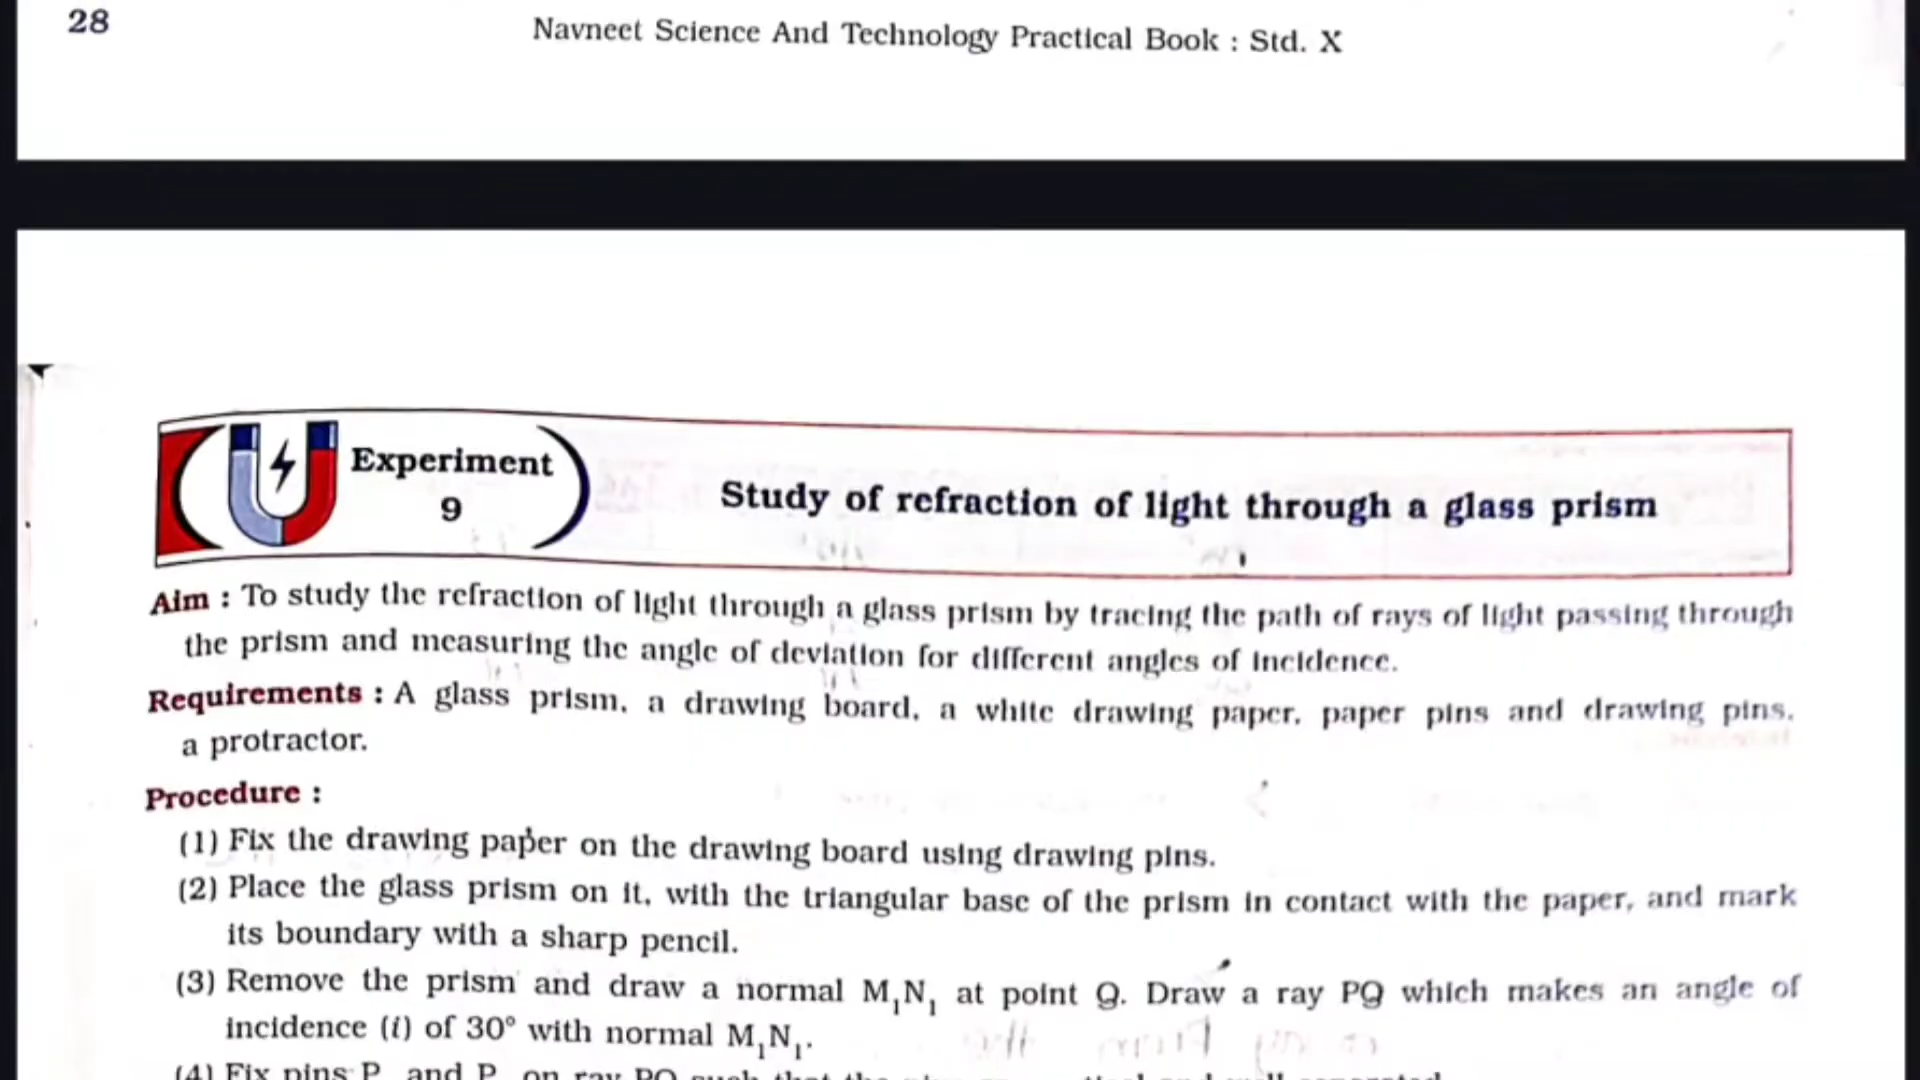 28
Navneet Science And Technology Practical Book : Std. X
Experiment
9
Study of refraction of light through a glass prism
Aim : To study the refraction of light through a glass prism by tracing the path of rays of light passing through
the prism and measuring the angle of deviation for different angles of incidence.
Requirements : A glass prism, a drawing board, a white drawing paper, paper pins and drawing pins,
a protractor.
Procedure :
(1) Fix the drawing paper on the drawing board using drawing pins.
(2) Place the glass prism on it, with the triangular base of the prism in contact with the paper, and mark
its boundary with a sharp pencil.
(3) Remove the prism and draw a normal M₁N₁ at point Q. Draw a ray PQ which makes an angle of
incidence (i) of 30° with normal M₁N₁.
(4) Fix pins P and P on ray PQ such that the